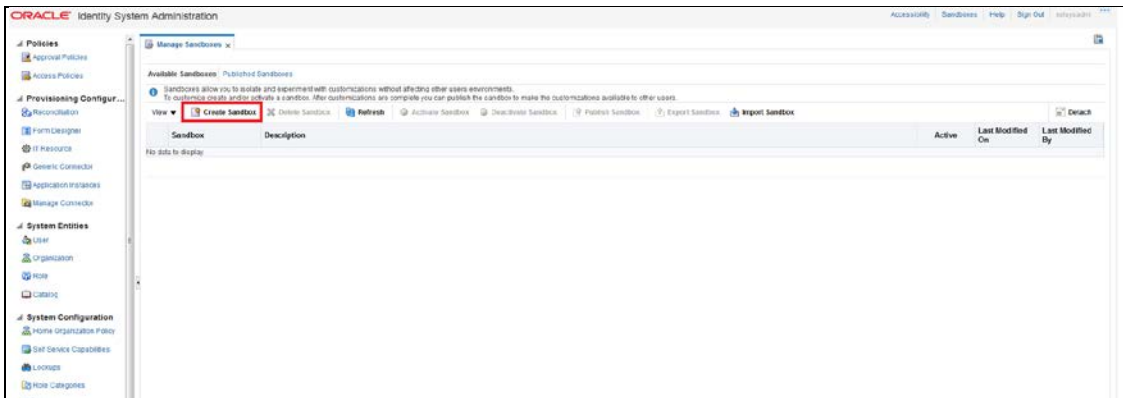 ORACLE Identity System Administration
Accessibility Sandboxes Help Sign Out
Policies
Approval Policies
Access Policies
Provisioning Configur...
Reconciliation
Form Designer
IT Resource
Generic Connector
Application Instances
Manage Connector
System Entities
User
Organization
Role
Catalog
System Configuration
Home Organization Policy
Self Service Capabilities
Lookups
Role Categories
Manage Sandboxes
Available Sandboxes Published Sandboxes
Sandboxes allow you to isolate and experiment with customizations without affecting other users environments.
To customize create and/or activate a sandbox. After customizations are complete you can publish the sandbox to make the customizations available to other users.
View Create Sandbox Delete Sandbox Refresh Activate Sandbox Deactivate Sandbox Publish Sandbox Export Sandbox Import Sandbox Detach
Sandbox Description Active Last Modified On Last Modified By
No data to display